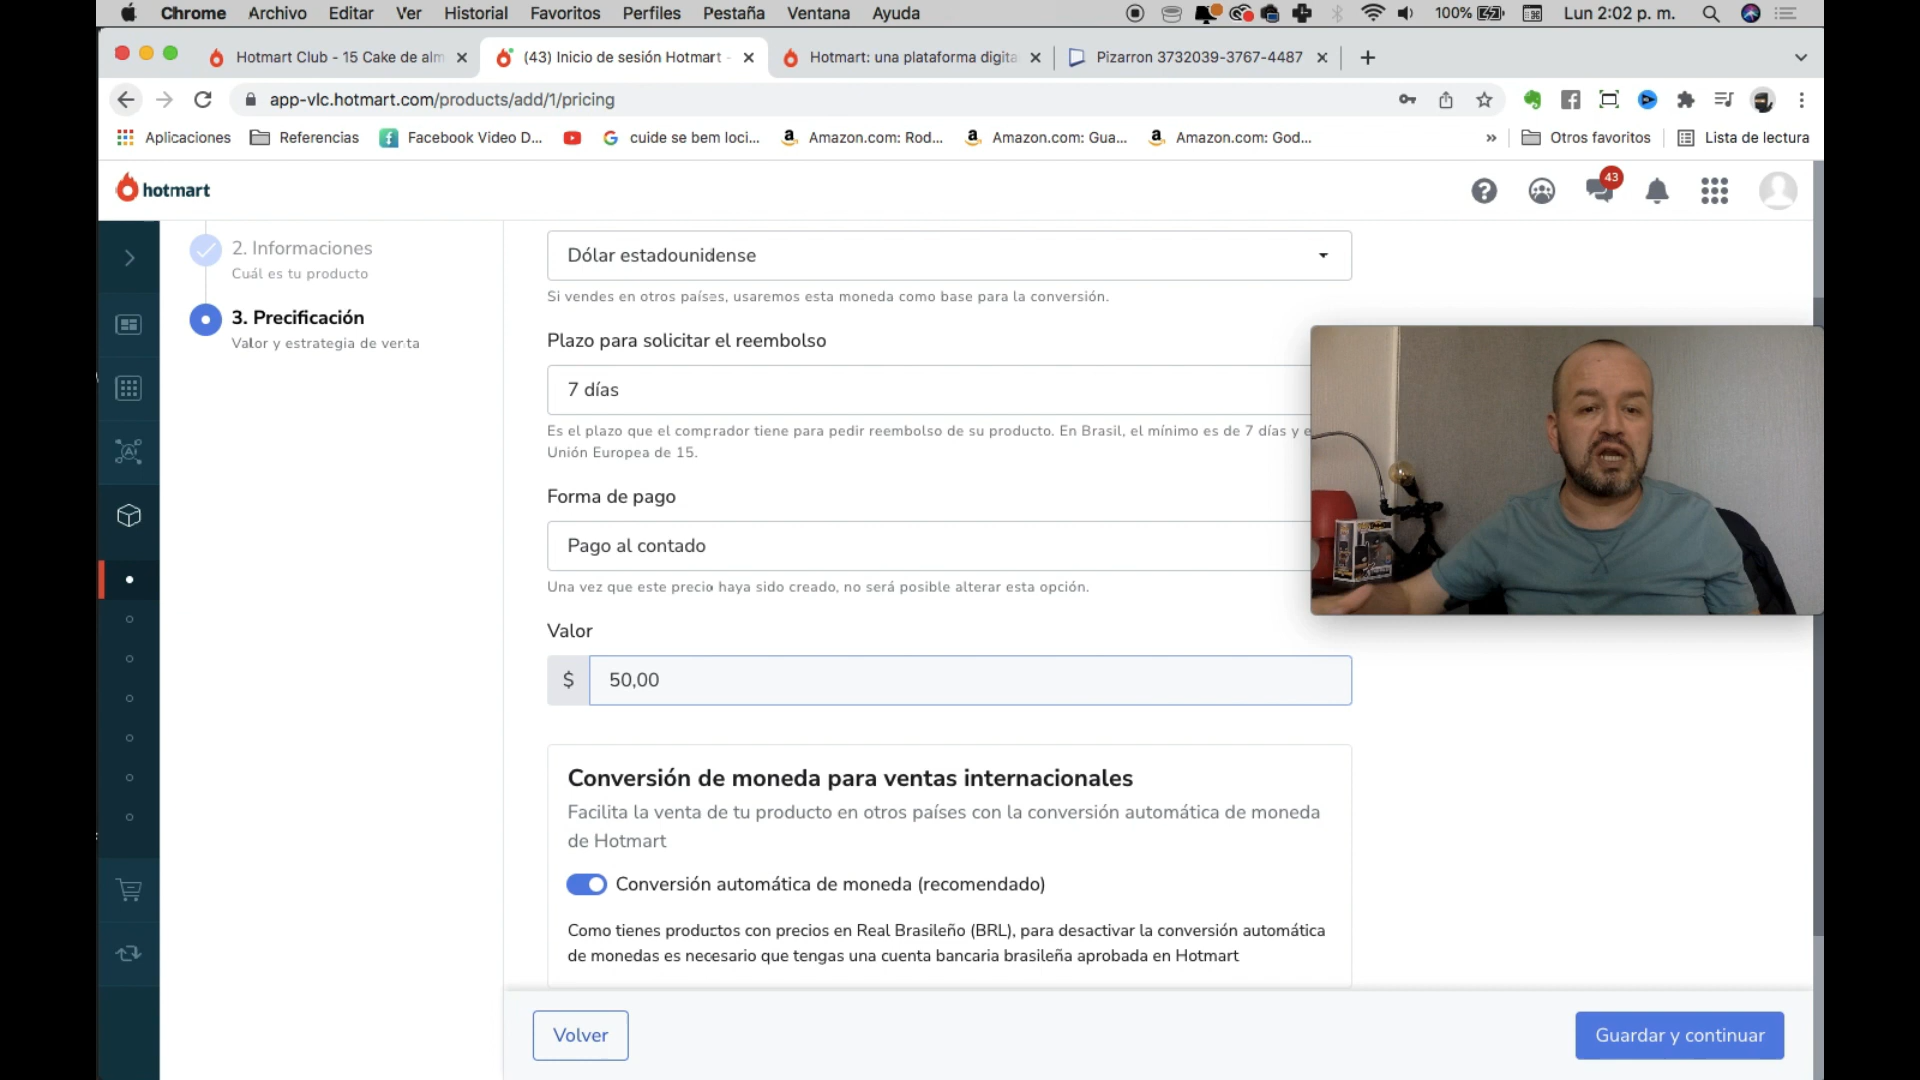 Chrome Archivo Editar Ver Historial Favoritos Perfiles Pestaña Ventana Ayuda 100% Lun 2:02 p. m.
Hotmart Club - 15 Cake de alm (43) Inicio de sesión Hotmart - Hotmart: una plataforma digita Pizarron 3732039-3767-4487
app-vlc.hotmart.com/products/add/1/pricing
Aplicaciones Referencias Facebook Video D... cuide se bem loci... Amazon.com: Rod... Amazon.com: Gua... Amazon.com: God... » Otros favoritos Lista de lectura
hotmart 43
2. Informaciones
Cuál es tu producto
3. Precificación
Valor y estrategia de venta
Dólar estadounidense
Si vendes en otros países, usaremos esta moneda como base para la conversión.
Plazo para solicitar el reembolso
7 días
Es el plazo que el comprador tiene para pedir reembolso de su producto. En Brasil, el mínimo es de 7 días y e
Unión Europea de 15.
Forma de pago
Pago al contado
Una vez que este precio haya sido creado, no será posible alterar esta opción.
Valor
$ 50,00
Conversión de moneda para ventas internacionales
Facilita la venta de tu producto en otros países con la conversión automática de moneda
de Hotmart
Conversión automática de moneda (recomendado)
Como tienes productos con precios en Real Brasileño (BRL), para desactivar la conversión automática
de monedas es necesario que tengas una cuenta bancaria brasileña aprobada en Hotmart
Volver Guardar y continuar